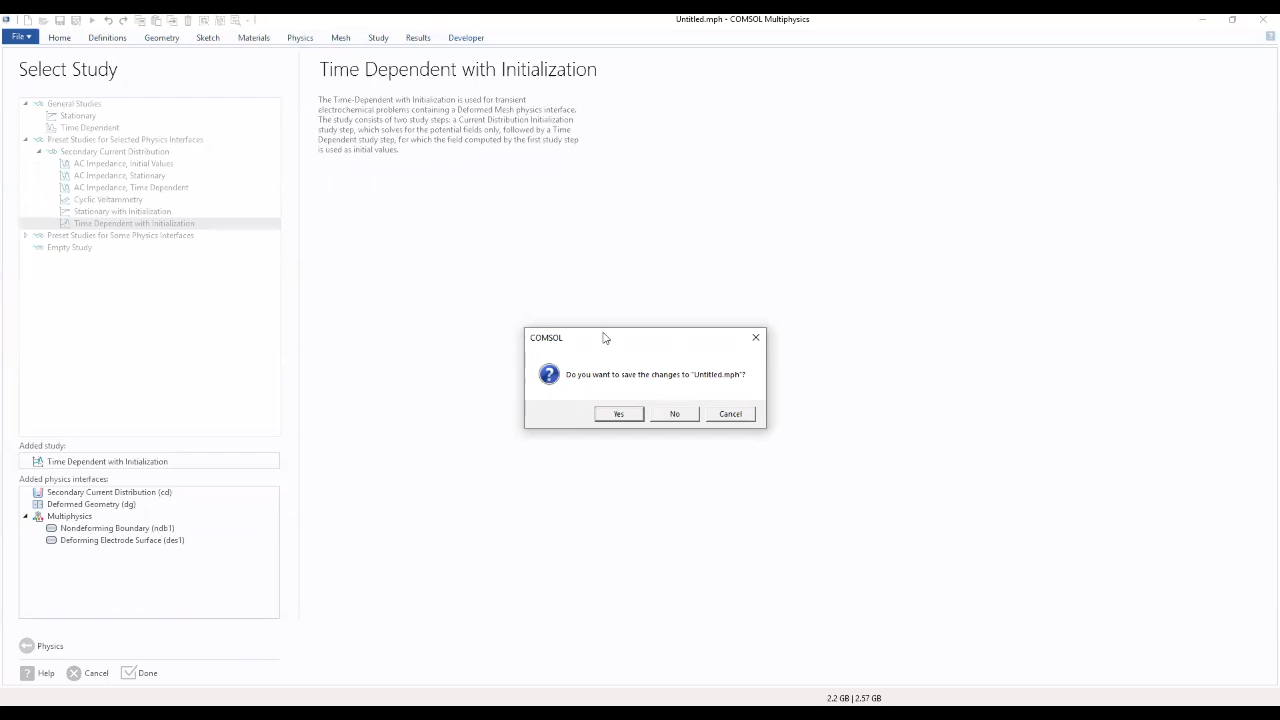 Untitled.mph - COMSOL Multiphysics
File
Home
Definitions
Geometry
Sketch
Materials
Physics
Mesh
Study
Results
Developer
Select Study
General Studies
Stationary
Time Dependent
Preset Studies for Selected Physics Interfaces
Secondary Current Distribution
AC Impedance, Initial Values
AC Impedance, Stationary
AC Impedance, Time Dependent
Cyclic Voltammetry
Stationary with Initialization
Time Dependent with Initialization
Preset Studies for Some Physics Interfaces
Empty Study
Added study:
Time Dependent with Initialization
Added physics interfaces:
Secondary Current Distribution (cd)
Deformed Geometry (dg)
Multiphysics
Nondeforming Boundary (ndb1)
Deforming Electrode Surface (des1)
Physics
Help
Cancel
Done
Time Dependent with Initialization
The Time-Dependent with Initialization is used for transient
electrochemical problems containing a Deformed Mesh physics interface.
The study consists of two study steps: a Current Distribution Initialization
study step, which solves for the potential fields only, followed by a Time
Dependent study step, for which the field computed by the first study step
is used as initial values.
COMSOL
Do you want to save the changes to "Untitled.mph"?
Yes
No
Cancel
2.2 GB | 2.57 GB